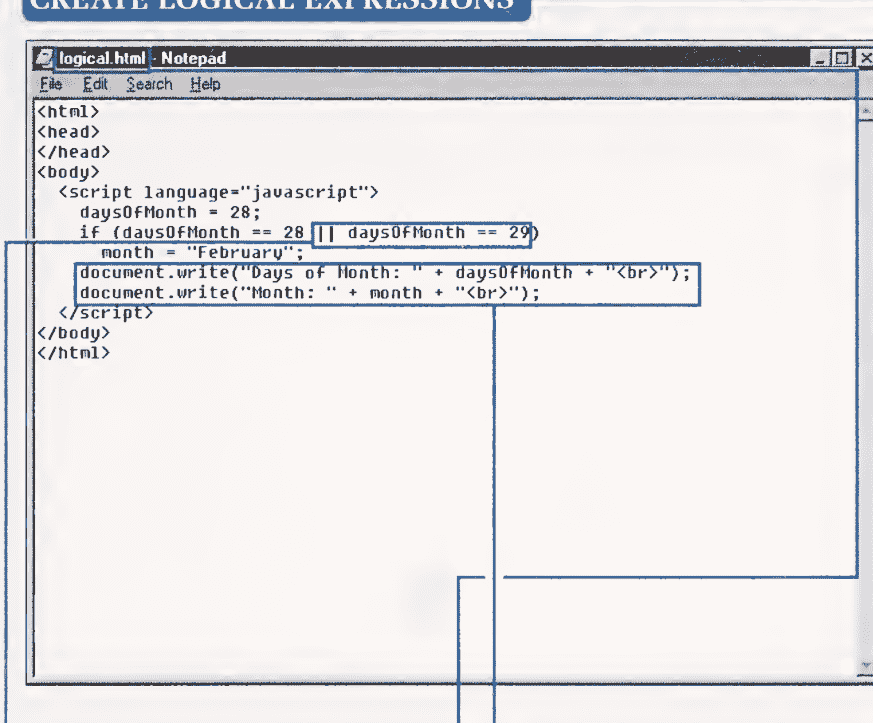 CREATE LOGICAL EXPRESSIONS
logical.html - Notepad
File Edit Search Help
<html>
<head>
</head>
<body>
<script language="javascript">
daysOfMonth = 28;
if (daysOfMonth == 28 || daysOfMonth == 29)
month = "February";
document.write("Days of Month: " + daysOfMonth + "<br>");
document.write("Month: " + month + "<br>");
</script>
</body>
</html>